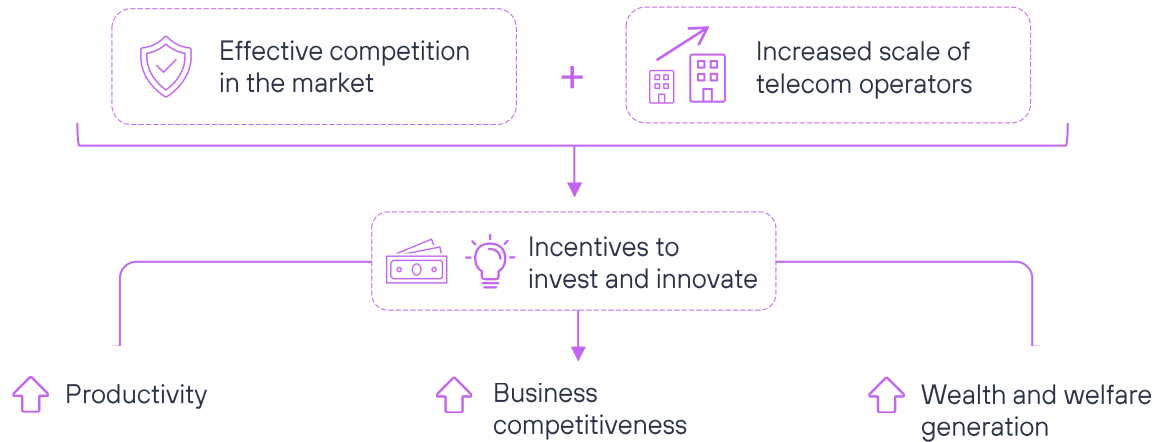 Effective competition
in the market
+
Increased scale of
telecom operators
Incentives to
invest and innovate
Productivity
Business
competitiveness
Wealth and welfare
generation